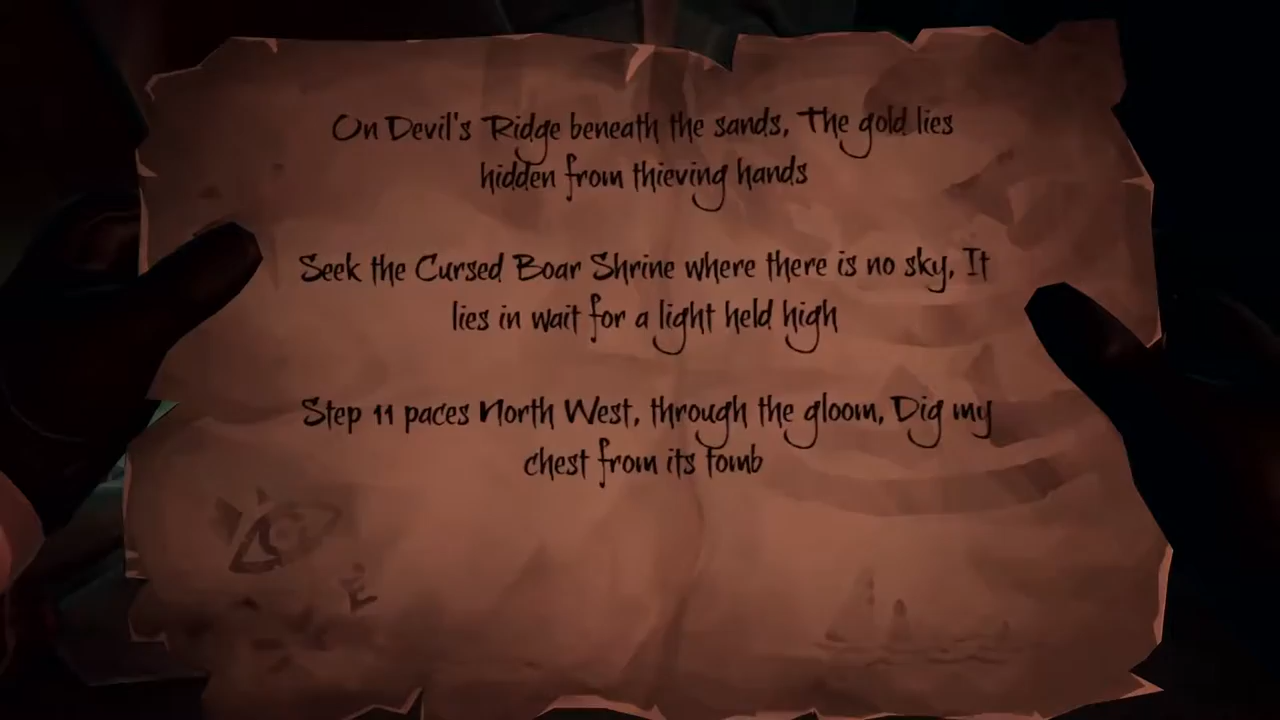 On Devil's Ridge beneath the sands, The gold lies
hidden from thieving hands
Seek the Cursed Boar Shrine where there is no sky, It
lies in wait for a light held high
Step 11 paces North West, through the gloom, Dig my
chest from its tomb
E